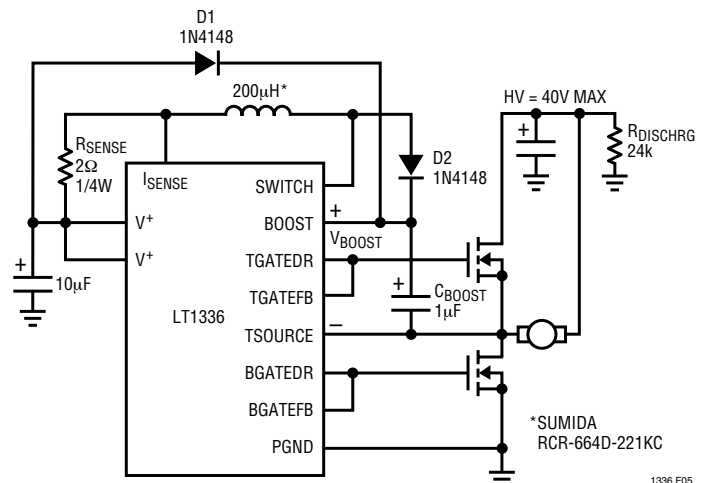 D1
1N4148
200μH*
HV = 40V MAX
+
RSENSE
2Ω
1/4W
ISENSE
RDISCHRG
24k
D2
1N4148
SWITCH
V+
BOOST
+
VBOOST
V+
TGATEDR
+
10μF
TGATEFB
+
CBOOST
1μF
LT1336
TSOURCE
–
BGATEDR
BGATEFB
*SUMIDA
RCR-664D-221KC
PGND
1336 F05